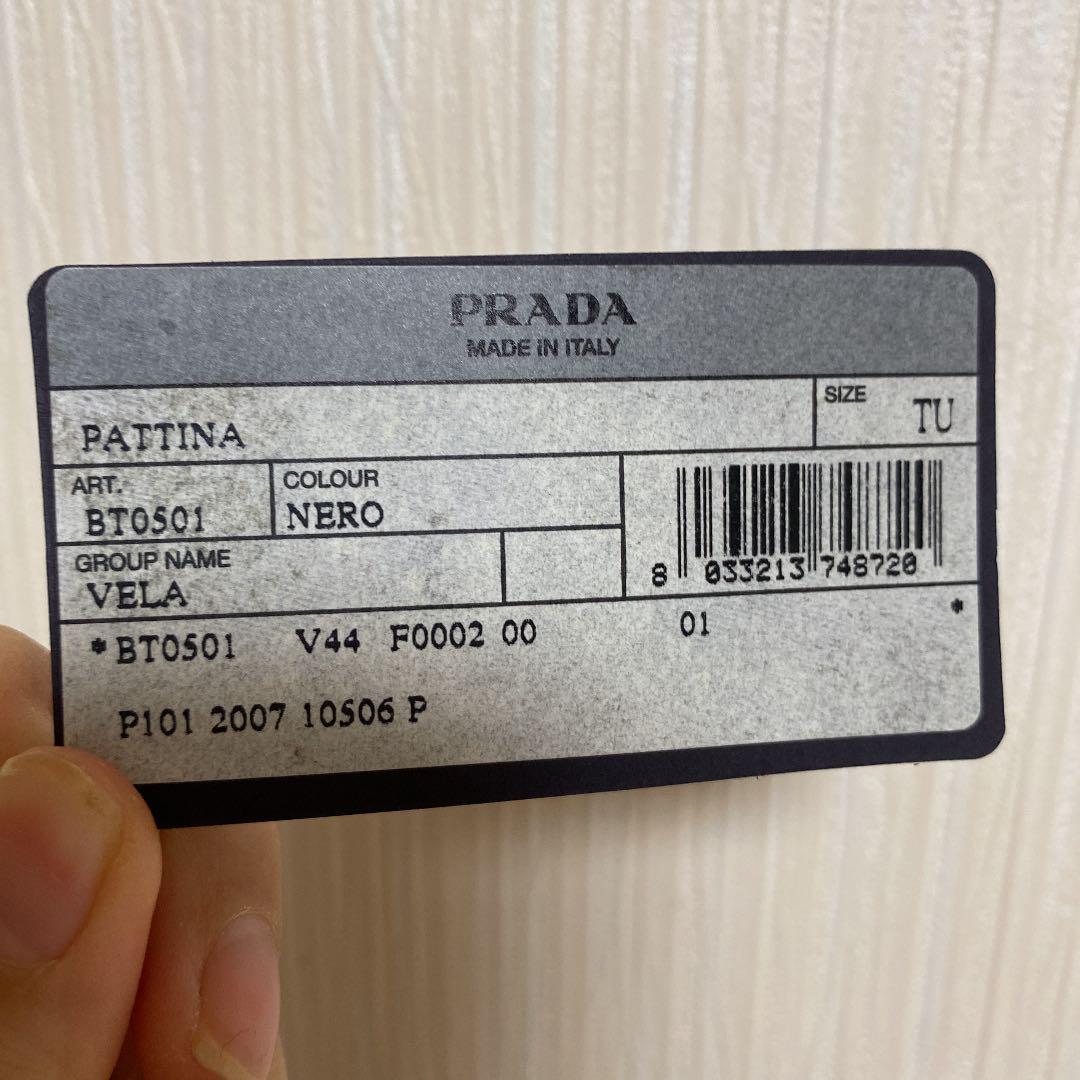 PRADA
MADE IN ITALY
PATTINA
SIZE TU
ART.
BT0501
COLOUR
NERO
GROUP NAME
VELA
8 033213 748720
*BT0501 V44 F0002 00 01 *
P101 2007 10506 P